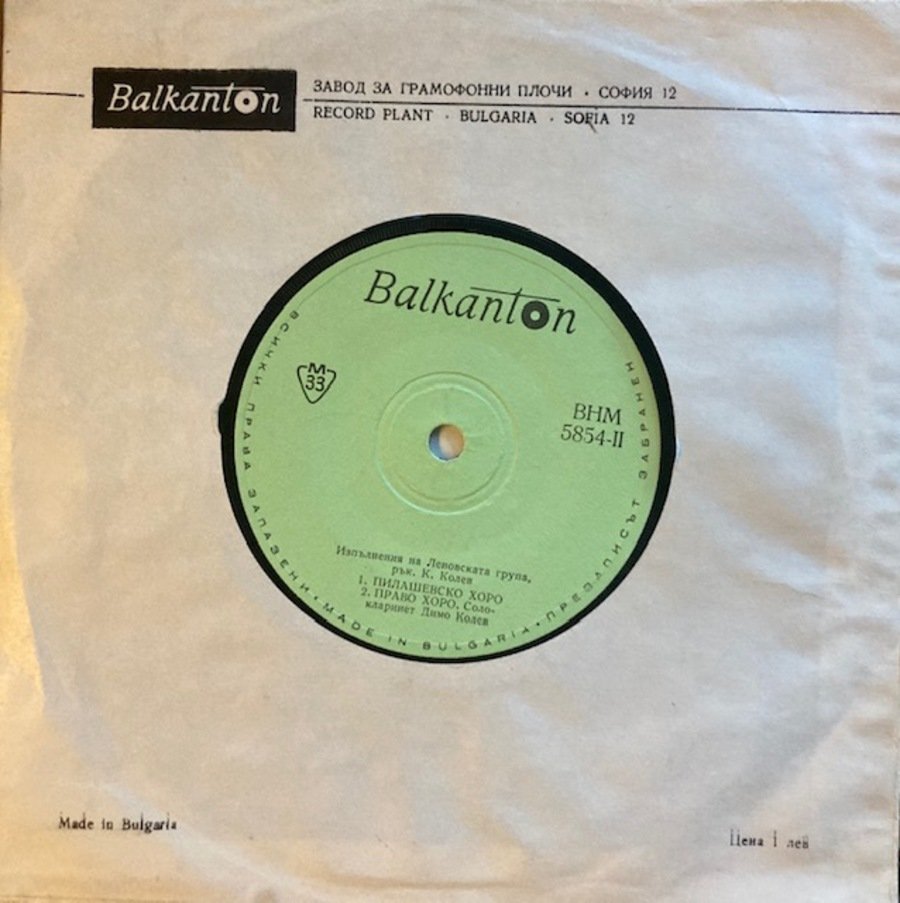 Balkanton
ЗАВОД ЗА ГРАМОФОННИ ПЛОЧИ · СОФИЯ 12
RECORD PLANT · BULGARIA · SOFIA 12
Balkanton
М
33
ВНМ
5854-II
Изпълнения на Леновската група,
рък. К. Колев
1. ПИЛАШЕВСКО ХОРО
2. ПРАВО ХОРО, Соло-
кларинет Димо Колев
ВСИЧКИ ПРАВА ЗАПАЗЕНИ · MADE IN BULGARIA · ПРЕЗАПИСЪТ ЗАБРАНЕН
Made in Bulgaria
Цена 1 лев